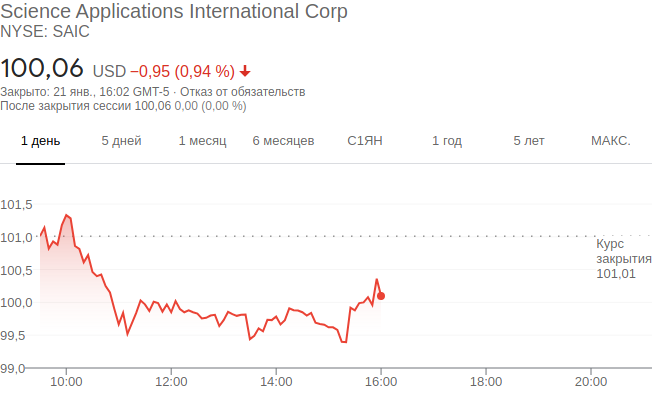 Science Applications International Corp
NYSE: SAIC
100,06 USD −0,95 (0,94 %)
Закрыто: 21 янв., 16:02 GMT-5 · Отказ от обязательств
После закрытия сессии 100,06 0,00 (0,00 %)
1 день 5 дней 1 месяц 6 месяцев С1ЯН 1 год 5 лет МАКС.
101,5
101,0
Курс
закрытия
101,01
100,5
100,0
99,5
99,0
10:00 12:00 14:00 16:00 18:00 20:00